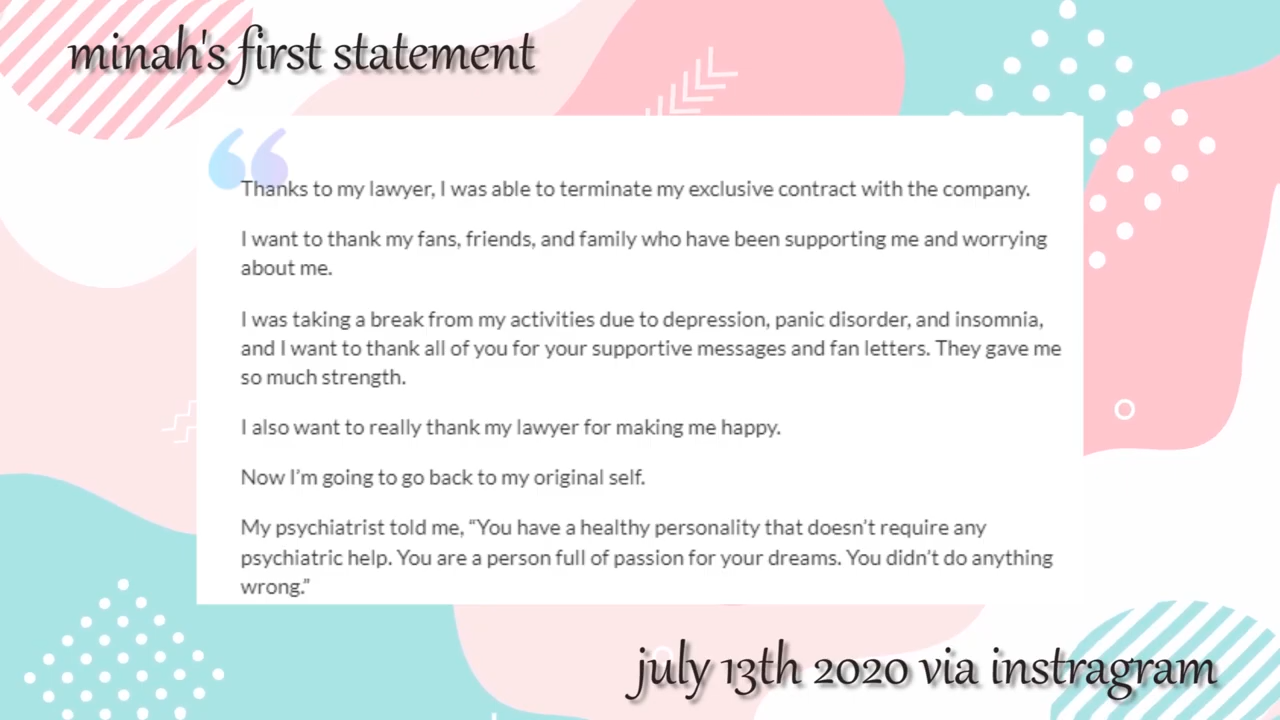 minah's first statement
“
Thanks to my lawyer, I was able to terminate my exclusive contract with the company.
I want to thank my fans, friends, and family who have been supporting me and worrying
about me.
I was taking a break from my activities due to depression, panic disorder, and insomnia,
and I want to thank all of you for your supportive messages and fan letters. They gave me
so much strength.
I also want to really thank my lawyer for making me happy.
Now I’m going to go back to my original self.
My psychiatrist told me, “You have a healthy personality that doesn’t require any
psychiatric help. You are a person full of passion for your dreams. You didn’t do anything
wrong.”
july 13th 2020 via instragram